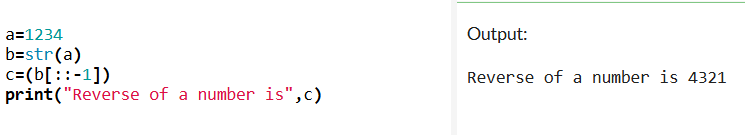 a=1234
b=str(a)
c=(b[::-1])
print("Reverse of a number is",c)
Output:
Reverse of a number is 4321